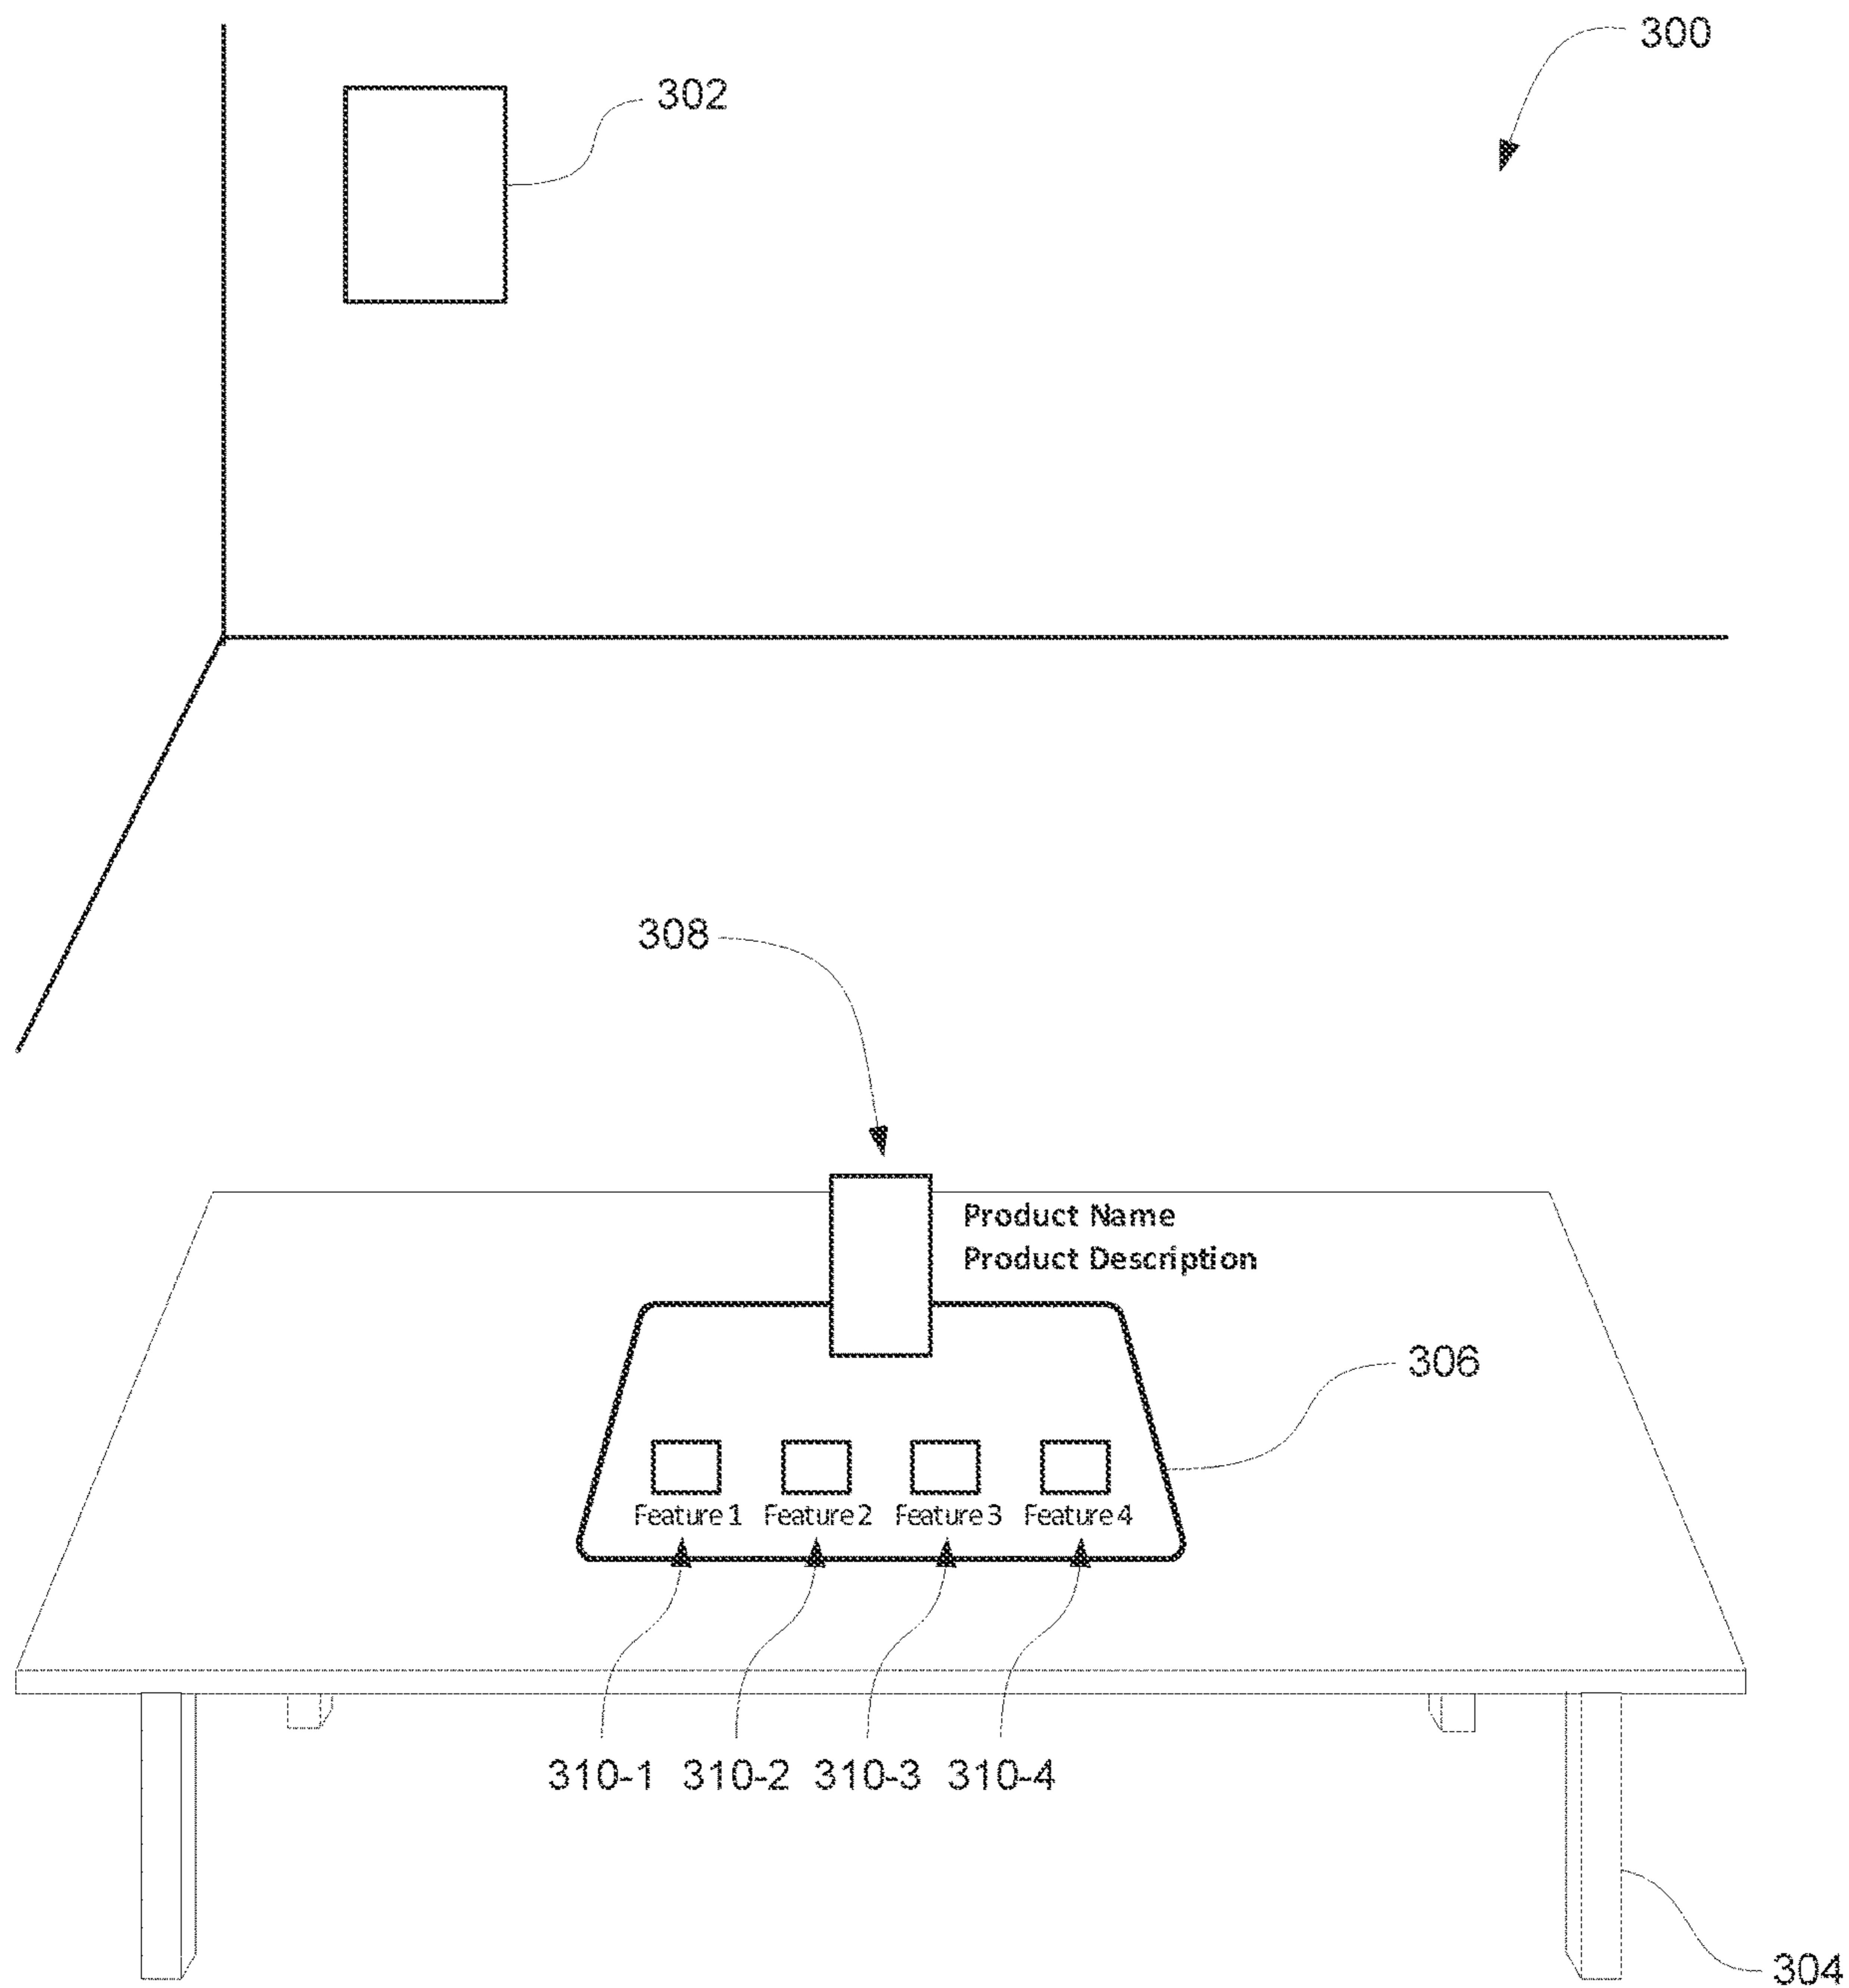 300
302
308
Product Name
Product Description
306
Feature 1 Feature 2 Feature 3 Feature 4
310-1 310-2 310-3 310-4
304